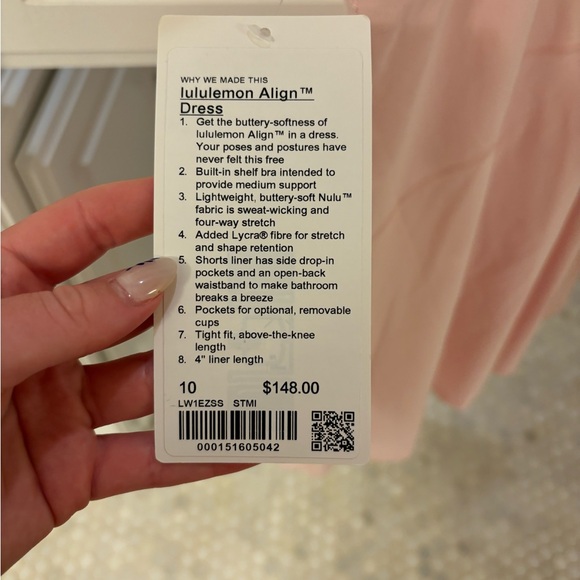 WHY WE MADE THIS
lululemon Align™
Dress
1. Get the buttery-softness of
lululemon Align™ in a dress.
Your poses and postures have
never felt this free
2. Built-in shelf bra intended to
provide medium support
3. Lightweight, buttery-soft Nulu™
fabric is sweat-wicking and
four-way stretch
4. Added Lycra® fibre for stretch
and shape retention
5. Shorts liner has side drop-in
pockets and an open-back
waistband to make bathroom
breaks a breeze
6. Pockets for optional, removable
cups
7. Tight fit, above-the-knee
length
8. 4" liner length
10 $148.00
LW1EZSS STMI
000151605042